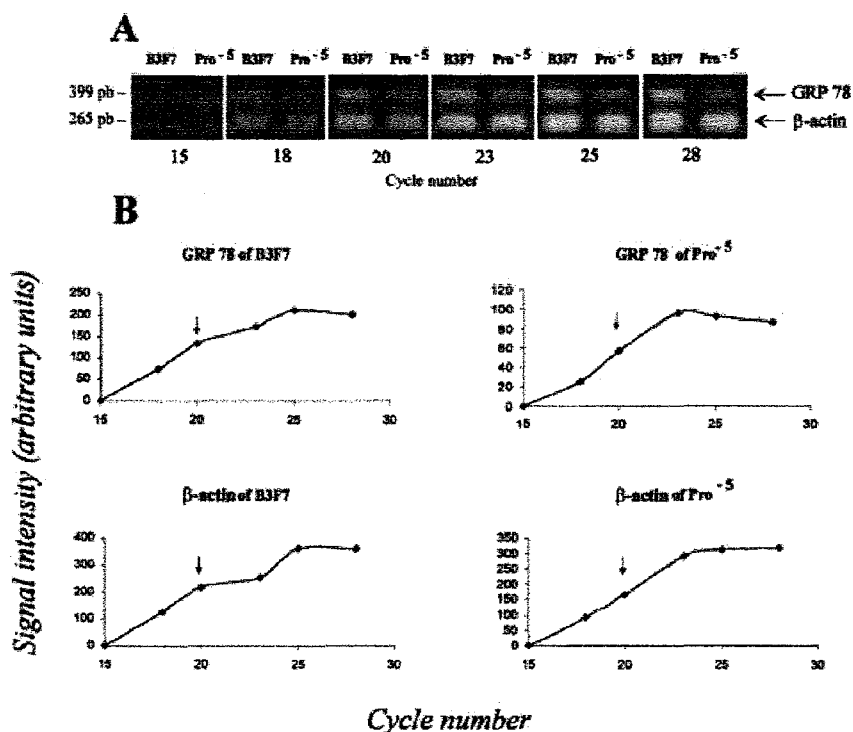 A
B3F7 Pro⁻⁵ B3F7 Pro⁻⁵ B3F7 Pro⁻⁵ B3F7 Pro⁻⁵ B3F7 Pro⁻⁵ B3F7 Pro⁻⁵
399 pb – ← GRP 78
265 pb – ← β-actin
15 18 20 23 25 28
Cycle number
B
Signal intensity (arbitrary units)
GRP 78 of B3F7
250
200
150
100
50
0
15 20 25 30
GRP 78 of Pro⁻⁵
120
100
80
60
40
20
0
15 20 25 30
β-actin of B3F7
400
300
200
100
0
15 20 25 30
β-actin of Pro⁻⁵
350
300
250
200
150
100
50
0
15 20 25 30
Cycle number